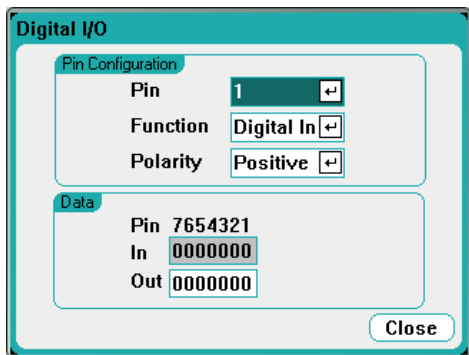 Digital I/O
Pin Configuration
Pin 1
Function Digital In
Polarity Positive
Data
Pin 7654321
In 0000000
Out 0000000
Close